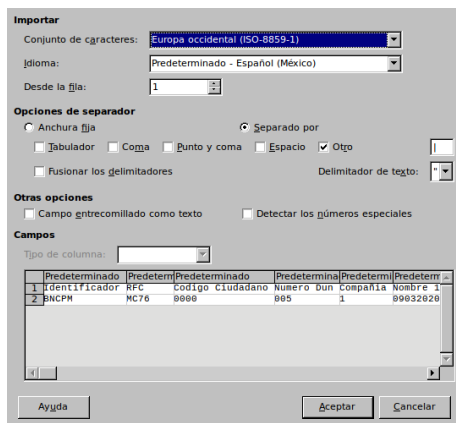 Importar
Conjunto de caracteres: Europa occidental (ISO-8859-1)
Idioma: Predeterminado - Español (México)
Desde la fila: 1
Opciones de separador
Anchura fija Separado por
Tabulador Coma Punto y coma Espacio Otro |
Fusionar los delimitadores Delimitador de texto: "
Otras opciones
Campo entrecomillado como texto Detectar los números especiales
Campos
Tipo de columna:
Predeterminado Predeterm Predeterminado Predetermina Predetermi Predeterm
1 Identificador RFC Codigo Ciudadano Numero Dun Compañia Nombre 1
2 BNCPM MC76 0000 005 1 09032020
Ayuda Aceptar Cancelar